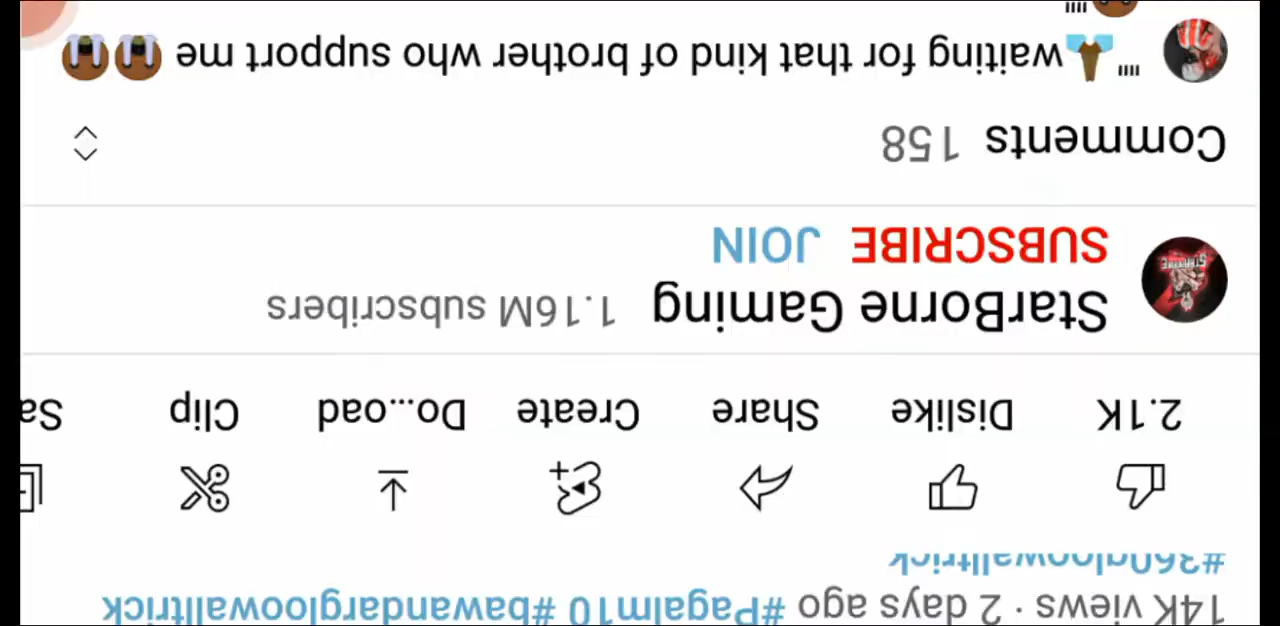 14K views · 2 days ago #Pagalm10 #bawandargloowalltrick
#360gloowalltrick
2.1K
Dislike
Share
Create
Do...oad
Clip
Sa
StarBorne Gaming 1.16M subscribers
SUBSCRIBE JOIN
Comments 158
waiting for that kind of brother who support me